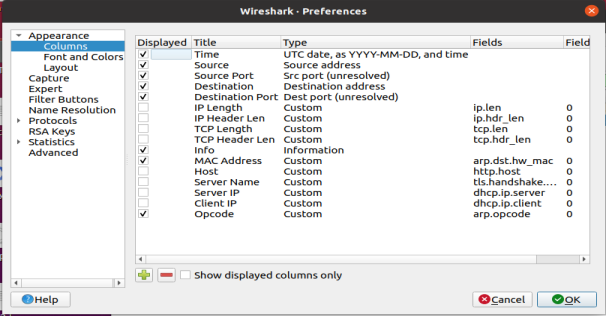 Wireshark · Preferences
Appearance
Columns
Font and Colors
Layout
Capture
Expert
Filter Buttons
Name Resolution
Protocols
RSA Keys
Statistics
Advanced
Displayed Title Type Fields Field
Time UTC date, as YYYY-MM-DD, and time
Source Source address
Source Port Src port (unresolved)
Destination Destination address
Destination Port Dest port (unresolved)
IP Length Custom ip.len 0
IP Header Len Custom ip.hdr_len 0
TCP Length Custom tcp.len 0
TCP Header Len Custom tcp.hdr_len 0
Info Information
MAC Address Custom arp.dst.hw_mac 0
Host Custom http.host 0
Server Name Custom tls.handshake.... 0
Server IP Custom dhcp.ip.server 0
Client IP Custom dhcp.ip.client 0
Opcode Custom arp.opcode 0
Show displayed columns only
Help Cancel OK